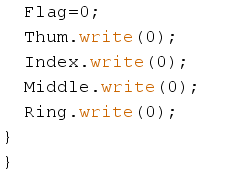 Flag=0;
Thum.write(0);
Index.write(0);
Middle.write(0);
Ring.write(0);
}
}